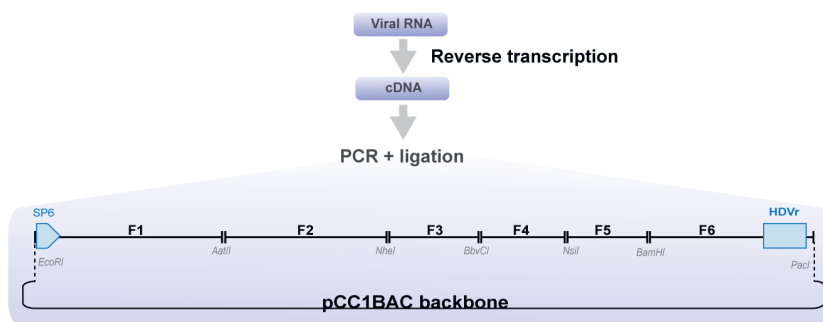 Viral RNA
Reverse transcription
cDNA
PCR + ligation
SP6 F1 F2 F3 F4 F5 F6 HDVr
EcoRI AatII NheI BbvCI NsiI BamHI PacI
pCC1BAC backbone